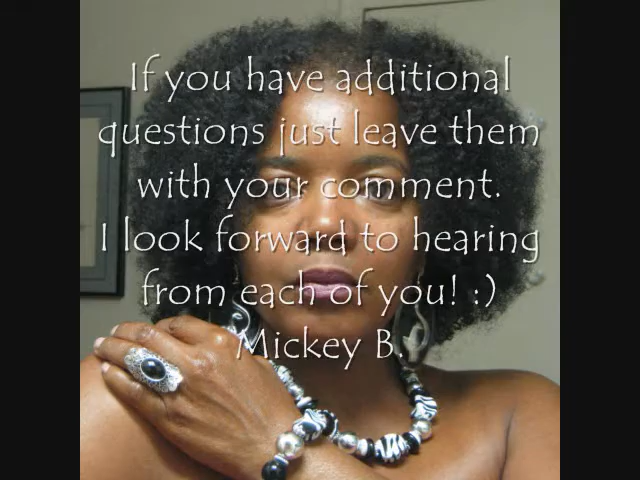 If you have additional
questions just leave them
with your comment.
I look forward to hearing
from each of you! :)
Mickey B.